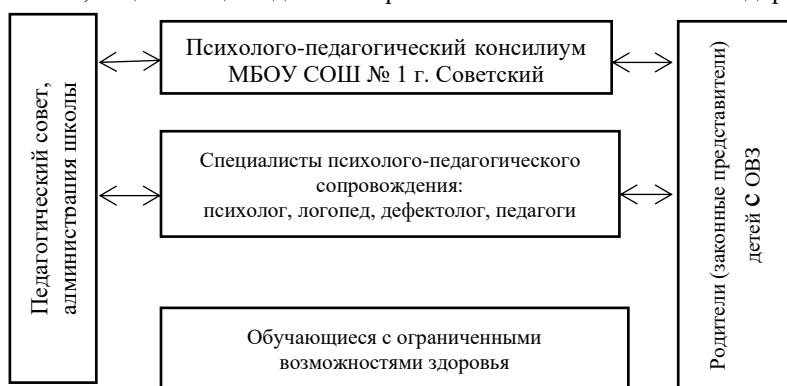 Педагогический совет,
администрация школы
Психолого-педагогический консилиум
МБОУ СОШ № 1 г. Советский
Специалисты психолого-педагогического
сопровождения:
психолог, логопед, дефектолог, педагоги
Обучающиеся с ограниченными
возможностями здоровья
Родители (законные представители)
детей с ОВЗ